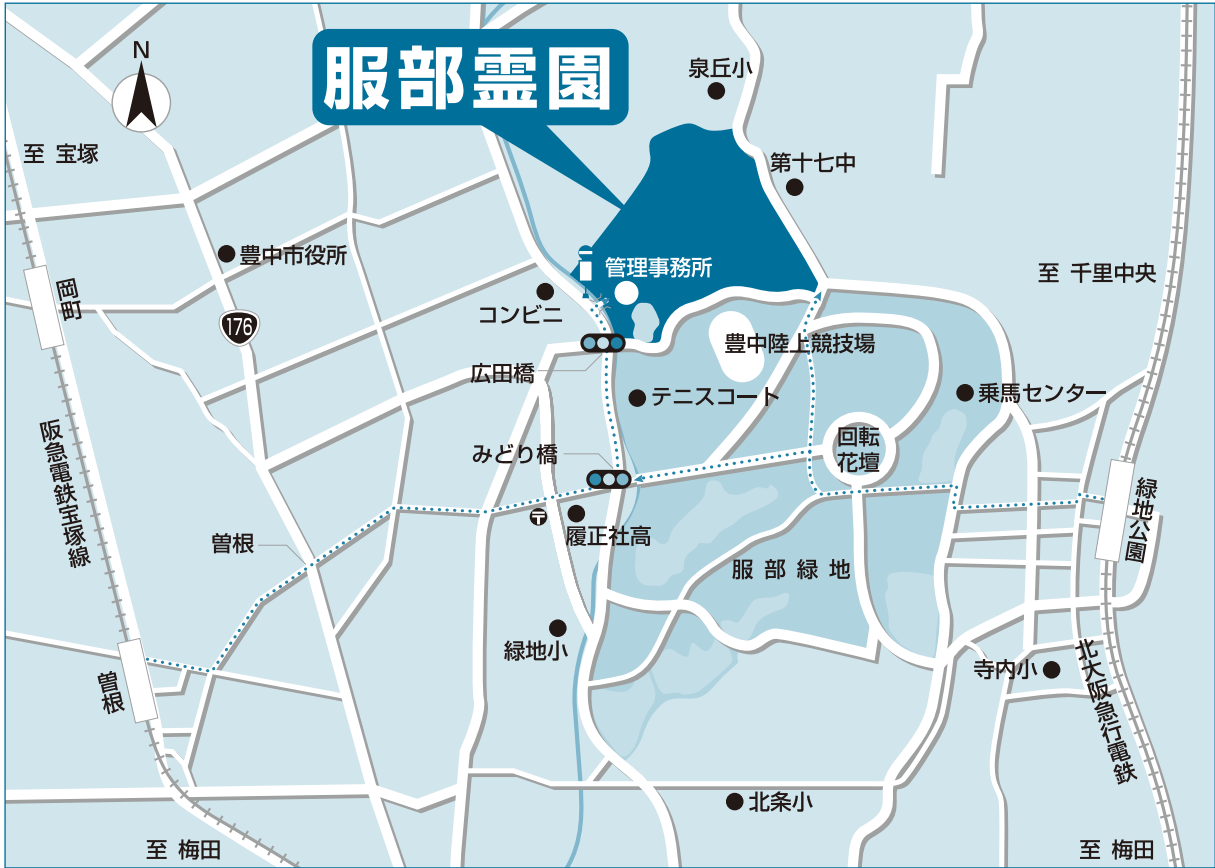 N
服部霊園
泉丘小
至 宝塚
第十七中
豊中市役所
管理事務所
至 千里中央
岡町
コンビニ
176
豊中陸上競技場
広田橋
テニスコート
乗馬センター
阪急電鉄宝塚線
みどり橋
回転
花壇
緑地公園
〒
履正社高
曽根
服部緑地
緑地小
寺内小
曽根
北大阪急行電鉄
北条小
至 梅田
至 梅田